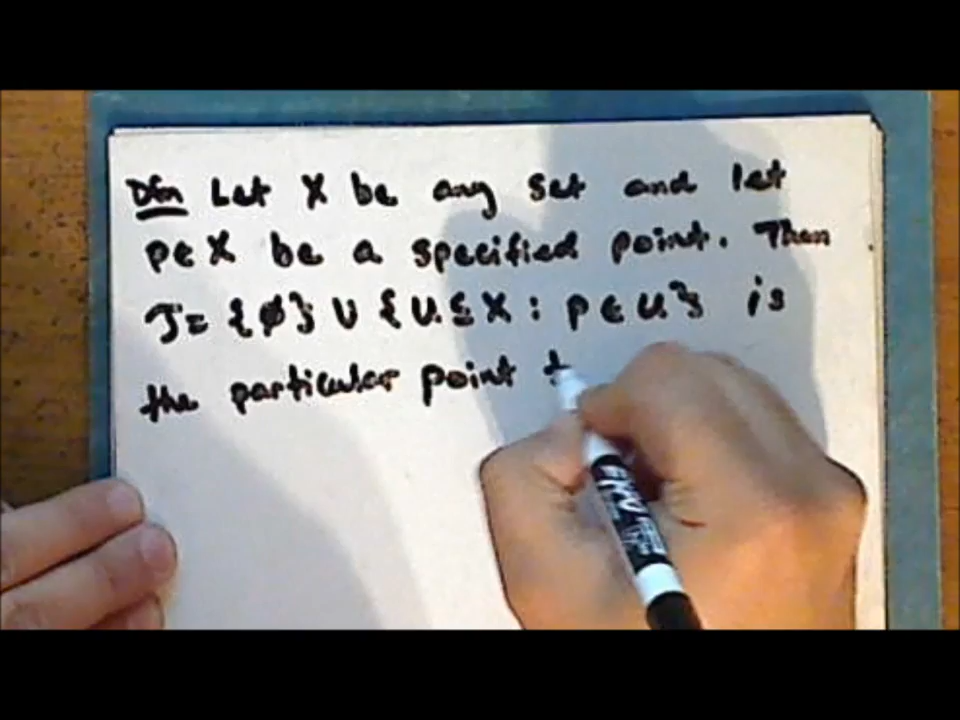 Dfn Let X be any set and let
p∈X be a specified point. Then
𝒯= {∅} ∪ {U⊆X : p∈U} is
the particular point t